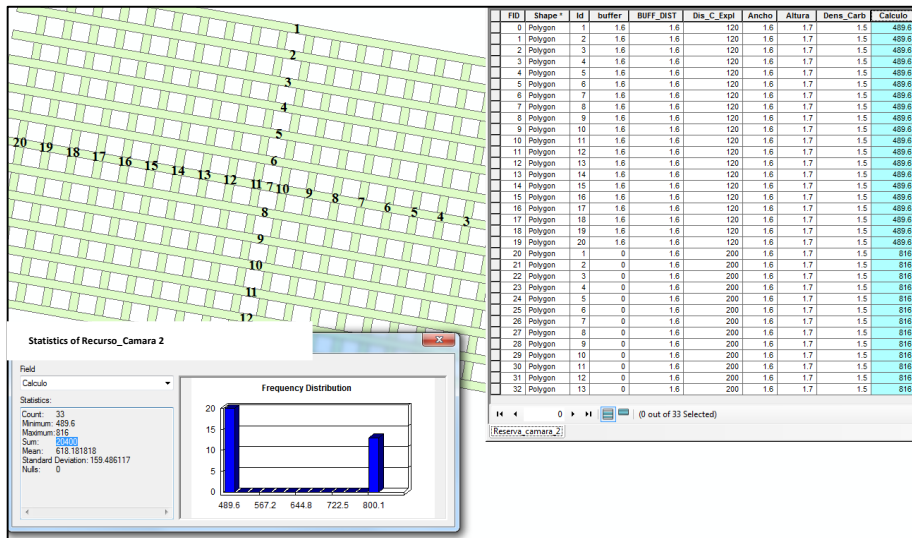 1
2
3
4
5
6
20 19 18 17 16 15 14 13 12 11 7 10 9 8 7 6 5 4 3
8
9
10
11
12
FID Shape * Id buffer BUFF_DIST Dis_C_Expl Ancho Altura Dens_Carb Calculo
0 Polygon 1 1.6 1.6 120 1.6 1.7 1.5 489.6
1 Polygon 2 1.6 1.6 120 1.6 1.7 1.5 489.6
2 Polygon 3 1.6 1.6 120 1.6 1.7 1.5 489.6
3 Polygon 4 1.6 1.6 120 1.6 1.7 1.5 489.6
4 Polygon 5 1.6 1.6 120 1.6 1.7 1.5 489.6
5 Polygon 6 1.6 1.6 120 1.6 1.7 1.5 489.6
6 Polygon 7 1.6 1.6 120 1.6 1.7 1.5 489.6
7 Polygon 8 1.6 1.6 120 1.6 1.7 1.5 489.6
8 Polygon 9 1.6 1.6 120 1.6 1.7 1.5 489.6
9 Polygon 10 1.6 1.6 120 1.6 1.7 1.5 489.6
10 Polygon 11 1.6 1.6 120 1.6 1.7 1.5 489.6
11 Polygon 12 1.6 1.6 120 1.6 1.7 1.5 489.6
12 Polygon 13 1.6 1.6 120 1.6 1.7 1.5 489.6
13 Polygon 14 1.6 1.6 120 1.6 1.7 1.5 489.6
14 Polygon 15 1.6 1.6 120 1.6 1.7 1.5 489.6
15 Polygon 16 1.6 1.6 120 1.6 1.7 1.5 489.6
16 Polygon 17 1.6 1.6 120 1.6 1.7 1.5 489.6
17 Polygon 18 1.6 1.6 120 1.6 1.7 1.5 489.6
18 Polygon 19 1.6 1.6 120 1.6 1.7 1.5 489.6
19 Polygon 20 1.6 1.6 120 1.6 1.7 1.5 489.6
20 Polygon 1 0 1.6 200 1.6 1.7 1.5 816
21 Polygon 2 0 1.6 200 1.6 1.7 1.5 816
22 Polygon 3 0 1.6 200 1.6 1.7 1.5 816
23 Polygon 4 0 1.6 200 1.6 1.7 1.5 816
24 Polygon 5 0 1.6 200 1.6 1.7 1.5 816
25 Polygon 6 0 1.6 200 1.6 1.7 1.5 816
26 Polygon 7 0 1.6 200 1.6 1.7 1.5 816
27 Polygon 8 0 1.6 200 1.6 1.7 1.5 816
28 Polygon 9 0 1.6 200 1.6 1.7 1.5 816
29 Polygon 10 0 1.6 200 1.6 1.7 1.5 816
30 Polygon 11 0 1.6 200 1.6 1.7 1.5 816
31 Polygon 12 0 1.6 200 1.6 1.7 1.5 816
32 Polygon 13 0 1.6 200 1.6 1.7 1.5 816
0 (0 out of 33 Selected)
Reserva_camara_2
Statistics of Recurso_Camara 2
Field
Calculo
Statistics:
Count: 33
Minimum: 489.6
Maximum: 816
Sum: 20400
Mean: 618.181818
Standard Deviation: 159.486117
Nulls: 0
Frequency Distribution
20
15
10
5
0
489.6 567.2 644.8 722.5 800.1